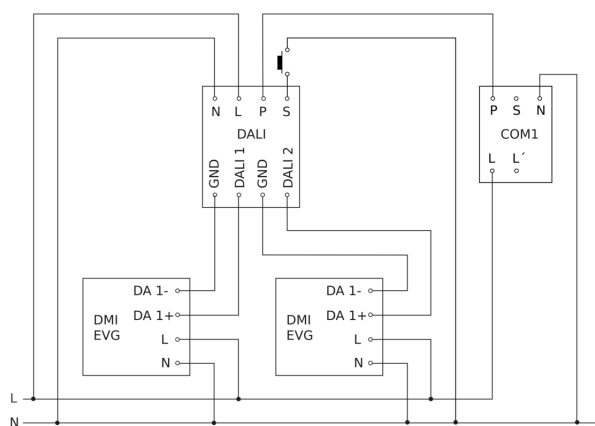 N L P S
DALI
GND DALI 1 GND DALI 2
P S N
COM1
L L´
DA 1-
DMI
EVG
DA 1+
L
N
DA 1-
DMI
EVG
DA 1+
L
N
L
N